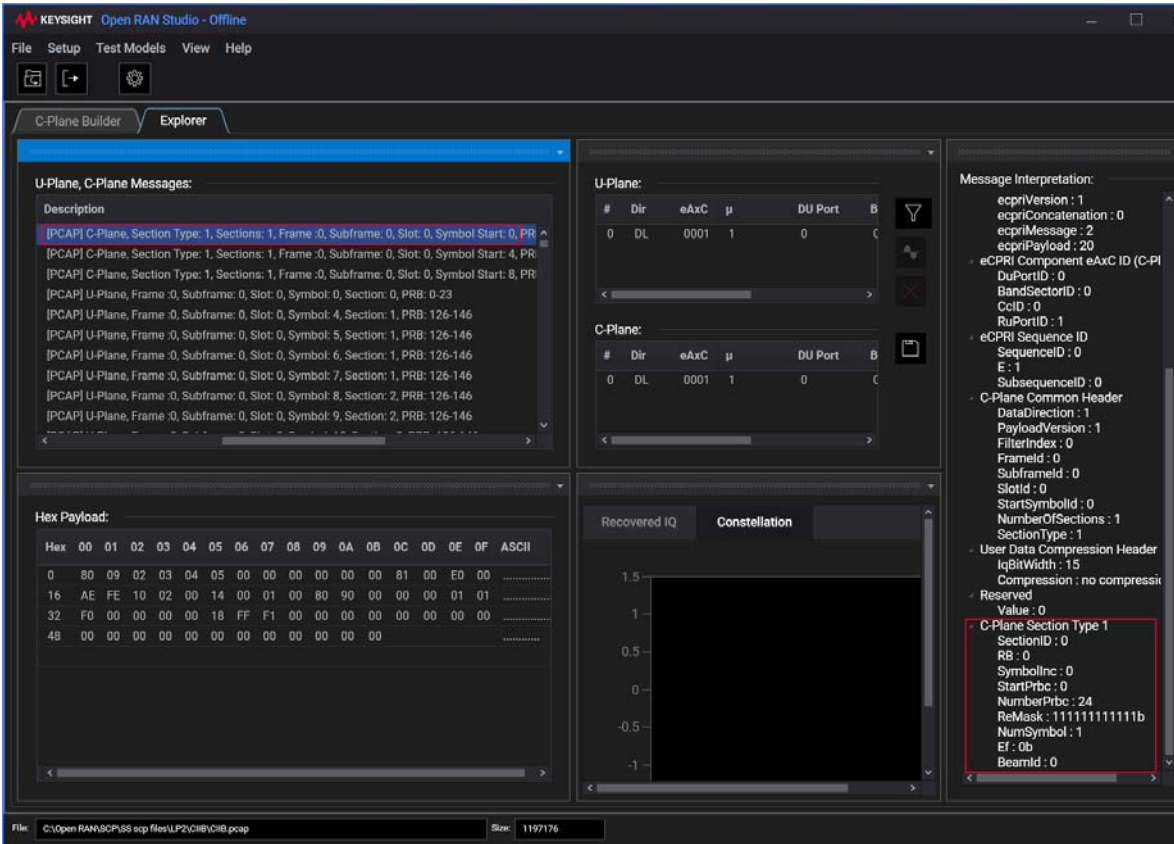 KEYSIGHT Open RAN Studio - Offline
File Setup Test Models View Help
C-Plane Builder Explorer
U-Plane, C-Plane Messages:
Description
[PCAP] C-Plane, Section Type: 1, Sections: 1, Frame :0, Subframe: 0, Slot: 0, Symbol Start: 0, PR
[PCAP] C-Plane, Section Type: 1, Sections: 1, Frame :0, Subframe: 0, Slot: 0, Symbol Start: 4, PR
[PCAP] C-Plane, Section Type: 1, Sections: 1, Frame :0, Subframe: 0, Slot: 0, Symbol Start: 8, PR
[PCAP] U-Plane, Frame :0, Subframe: 0, Slot: 0, Symbol: 0, Section: 0, PRB: 0-23
[PCAP] U-Plane, Frame :0, Subframe: 0, Slot: 0, Symbol: 4, Section: 1, PRB: 126-146
[PCAP] U-Plane, Frame :0, Subframe: 0, Slot: 0, Symbol: 5, Section: 1, PRB: 126-146
[PCAP] U-Plane, Frame :0, Subframe: 0, Slot: 0, Symbol: 6, Section: 1, PRB: 126-146
[PCAP] U-Plane, Frame :0, Subframe: 0, Slot: 0, Symbol: 7, Section: 1, PRB: 126-146
[PCAP] U-Plane, Frame :0, Subframe: 0, Slot: 0, Symbol: 8, Section: 2, PRB: 126-146
[PCAP] U-Plane, Frame :0, Subframe: 0, Slot: 0, Symbol: 9, Section: 2, PRB: 126-146
U-Plane:
# Dir eAxC µ DU Port B
0 DL 0001 1 0
C-Plane:
# Dir eAxC µ DU Port B
0 DL 0001 1 0
Hex Payload:
Hex 00 01 02 03 04 05 06 07 08 09 0A 0B 0C 0D 0E 0F ASCII
0 80 09 02 03 04 05 00 00 00 00 00 00 81 00 E0 00 ................
16 AE FE 10 02 00 14 00 01 00 80 90 00 00 00 01 01 ................
32 F0 00 00 00 00 18 FF F1 00 00 00 00 00 00 00 00 ................
48 00 00 00 00 00 00 00 00 00 00 00 00 ............
Recovered IQ Constellation
1.5
1
0.5
0
-0.5
-1
Message Interpretation:
ecpriVersion : 1
ecpriConcatenation : 0
ecpriMessage : 2
ecpriPayload : 20
eCPRI Component eAxC ID (C-Pl
DuPortID : 0
BandSectorID : 0
CcID : 0
RuPortID : 1
eCPRI Sequence ID
SequenceID : 0
E : 1
SubsequenceID : 0
C-Plane Common Header
DataDirection : 1
PayloadVersion : 1
FilterIndex : 0
FrameId : 0
SubframeId : 0
SlotId : 0
StartSymbolId : 0
NumberOfSections : 1
SectionType : 1
User Data Compression Header
IqBitWidth : 15
Compression : no compressic
Reserved
Value : 0
C-Plane Section Type 1
SectionID : 0
RB : 0
SymbolInc : 0
StartPrbc : 0
NumberPrbc : 24
ReMask : 111111111111b
NumSymbol : 1
Ef : 0b
BeamId : 0
File: C:\Open RAN\SCP\SS scp files\LP2\CIIB\CIIB.pcap Size: 1197176